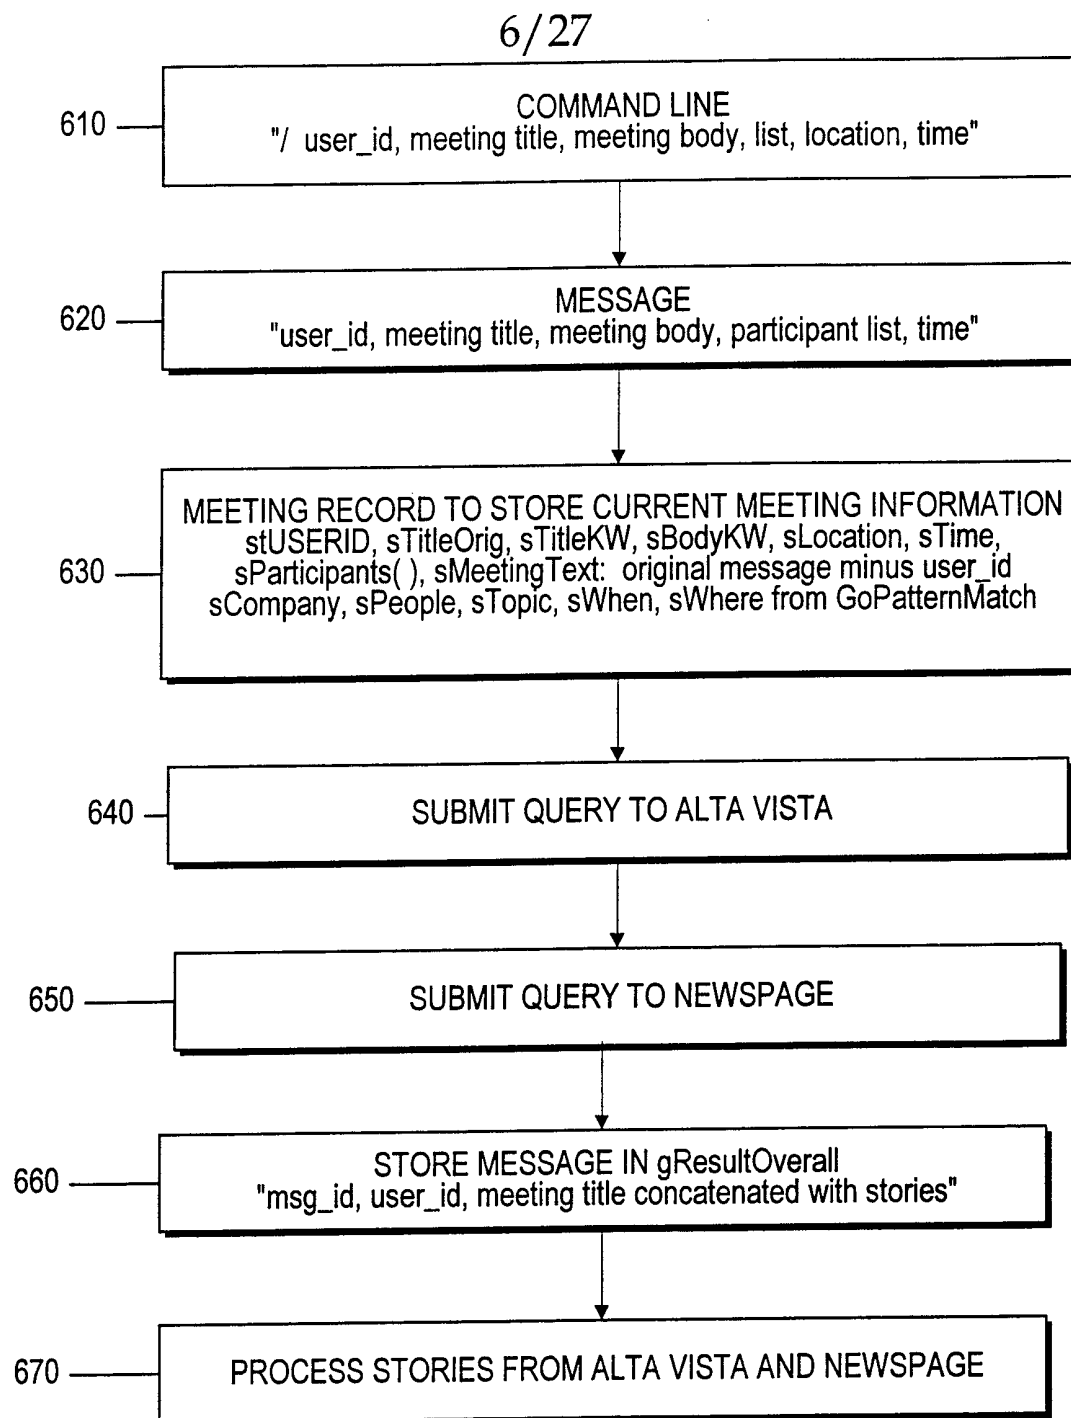 6/27
610
COMMAND LINE
"/ user_id, meeting title, meeting body, list, location, time"
620
MESSAGE
"user_id, meeting title, meeting body, participant list, time"
630
MEETING RECORD TO STORE CURRENT MEETING INFORMATION
stUSERID, sTitleOrig, sTitleKW, sBodyKW, sLocation, sTime,
sParticipants( ), sMeetingText: original message minus user_id
sCompany, sPeople, sTopic, sWhen, sWhere from GoPatternMatch
640
SUBMIT QUERY TO ALTA VISTA
650
SUBMIT QUERY TO NEWSPAGE
660
STORE MESSAGE IN gResultOverall
"msg_id, user_id, meeting title concatenated with stories"
670
PROCESS STORIES FROM ALTA VISTA AND NEWSPAGE